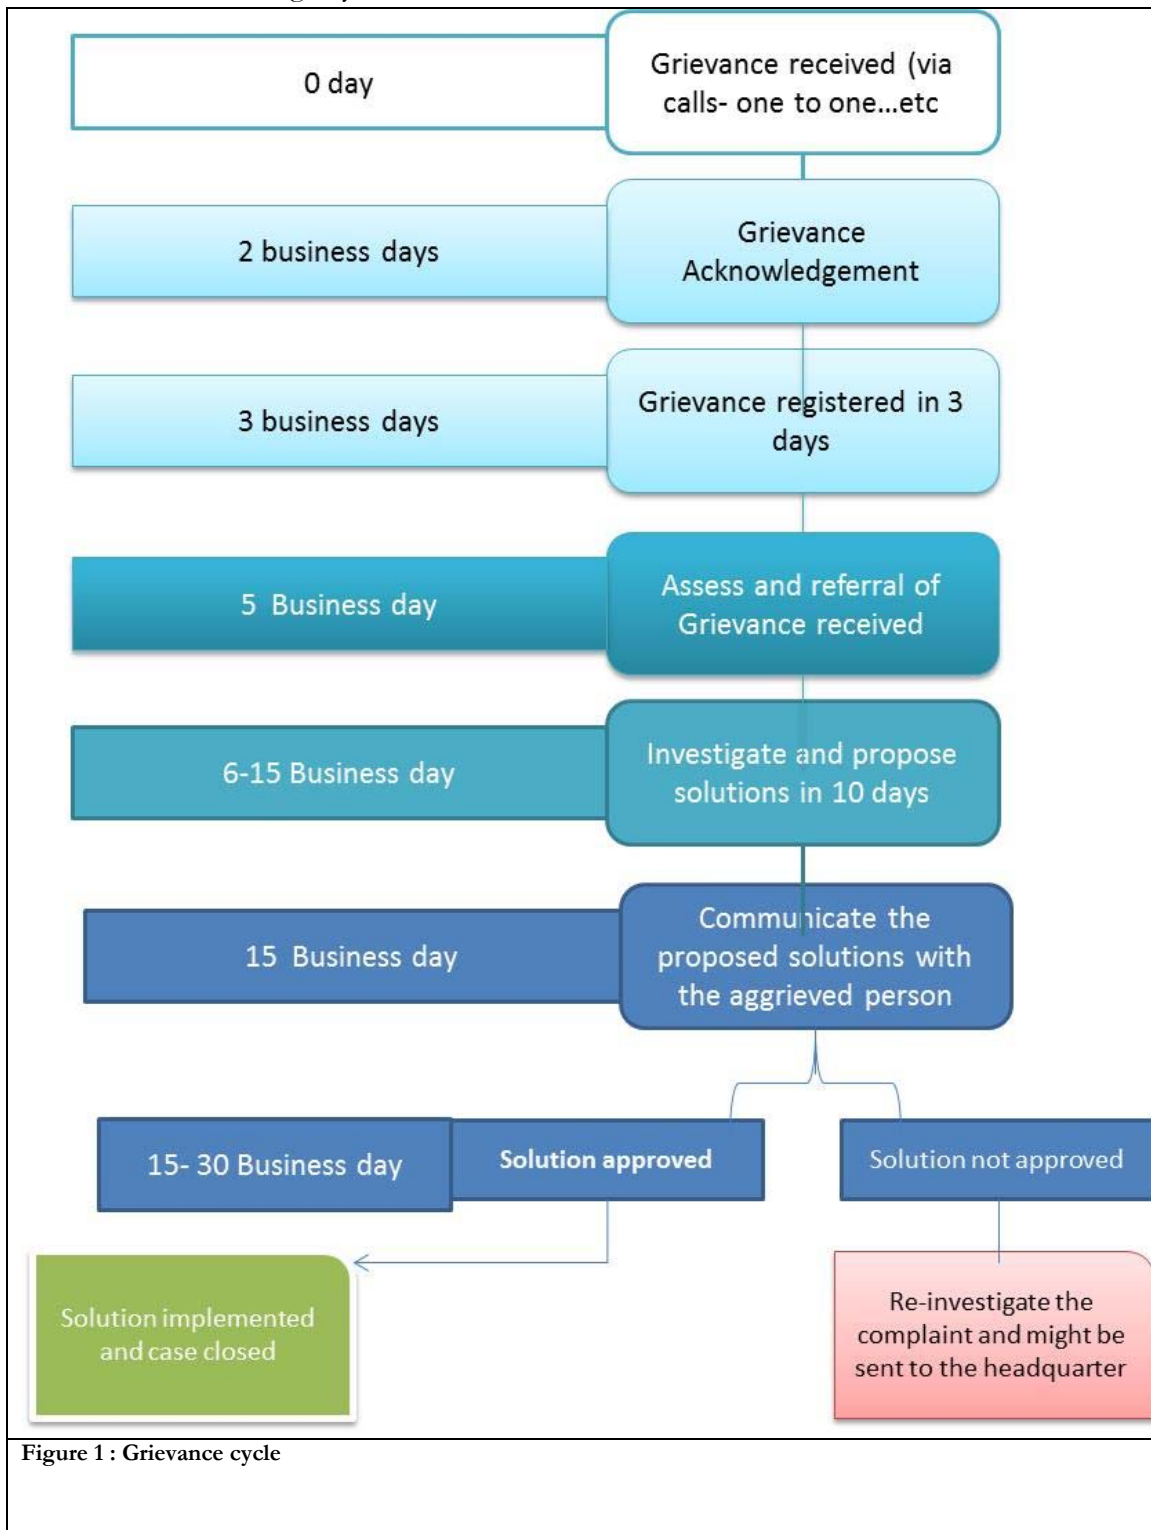 0 day
Grievance received (via
calls- one to one...etc
2 business days
Grievance
Acknowledgement
3 business days
Grievance registered in 3
days
5 Business day
Assess and referral of
Grievance received
6-15 Business day
Investigate and propose
solutions in 10 days
15 Business day
Communicate the
proposed solutions with
the aggrieved person
15- 30 Business day
Solution approved
Solution not approved
Solution implemented
and case closed
Re-investigate the
complaint and might be
sent to the headquarter
Figure 1 : Grievance cycle